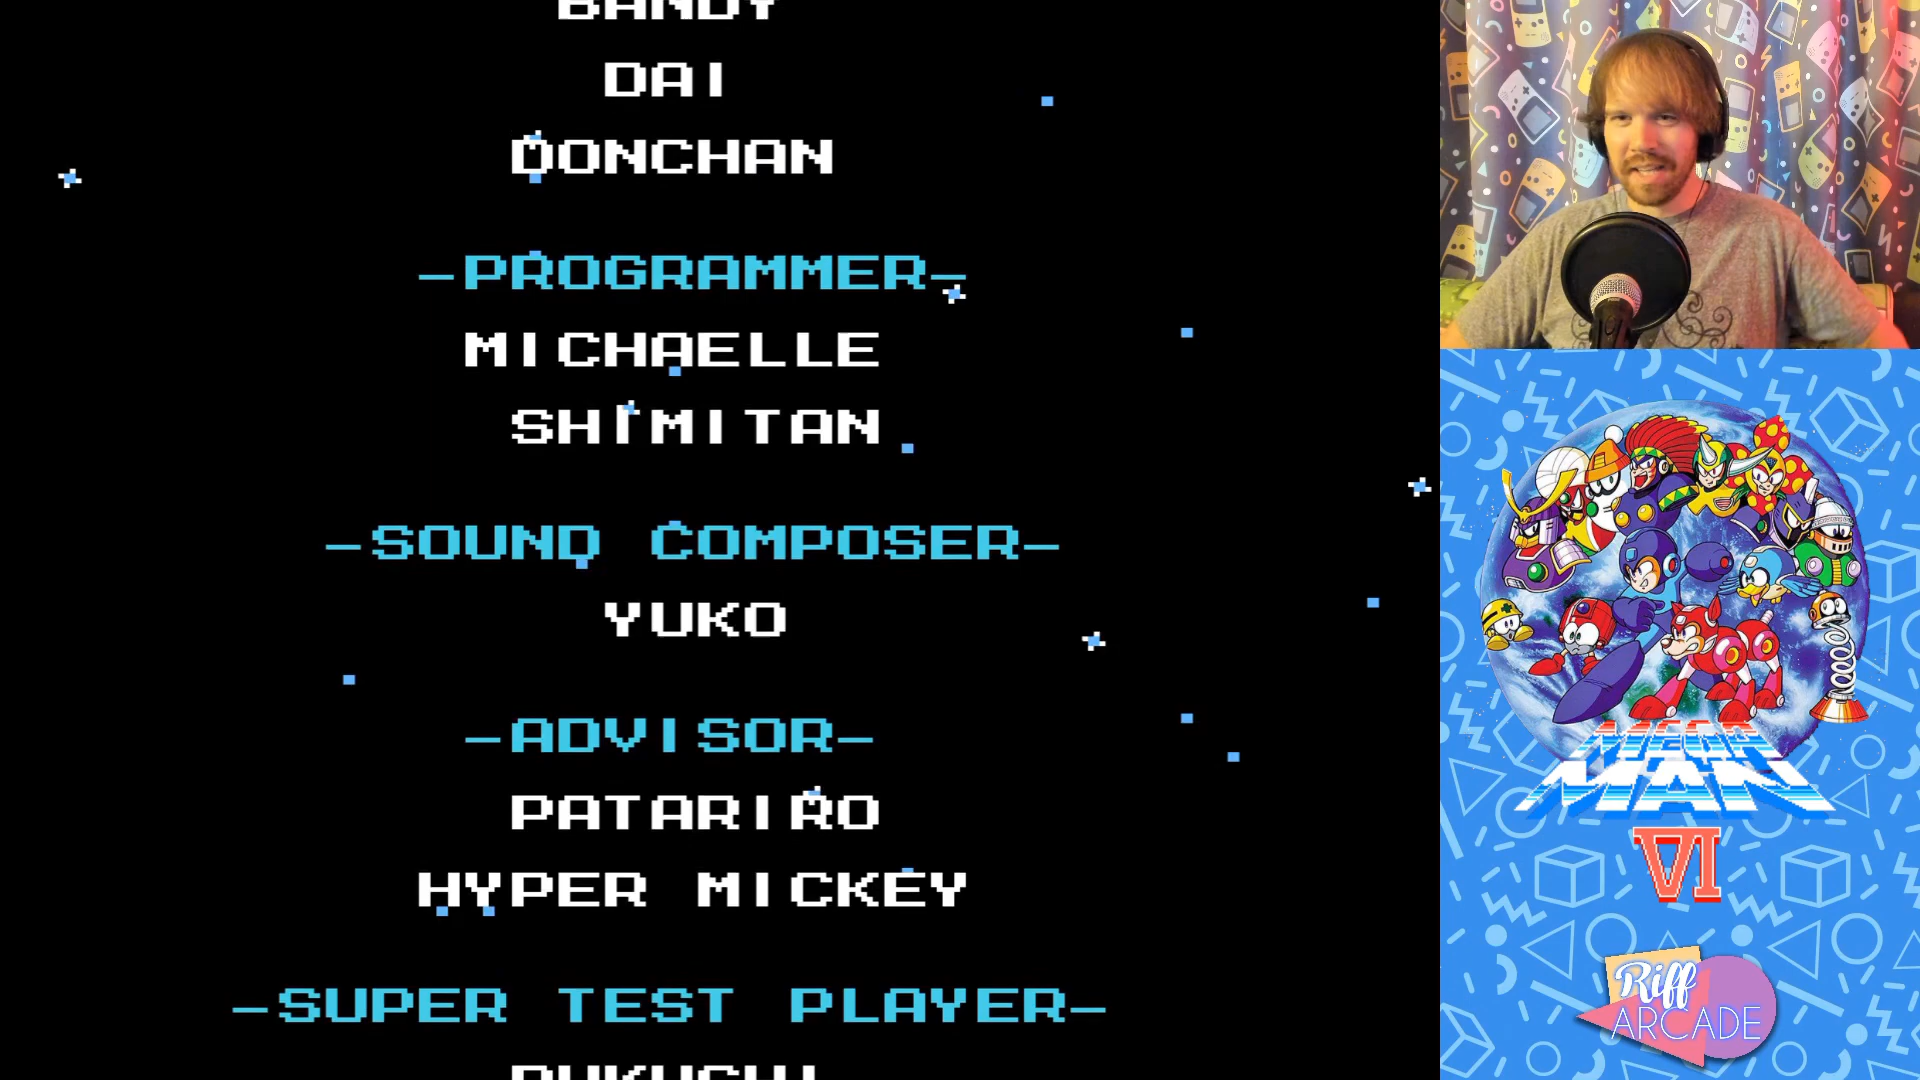 BANDY
DAI
DONCHAN
-PROGRAMMER-
MICHAELLE
SHIMITAN
-SOUND COMPOSER-
YUKO
-ADVISOR-
PATARIRO
HYPER MICKEY
-SUPER TEST PLAYER-
MEGA
MAN
VI
Riff
ARCADE